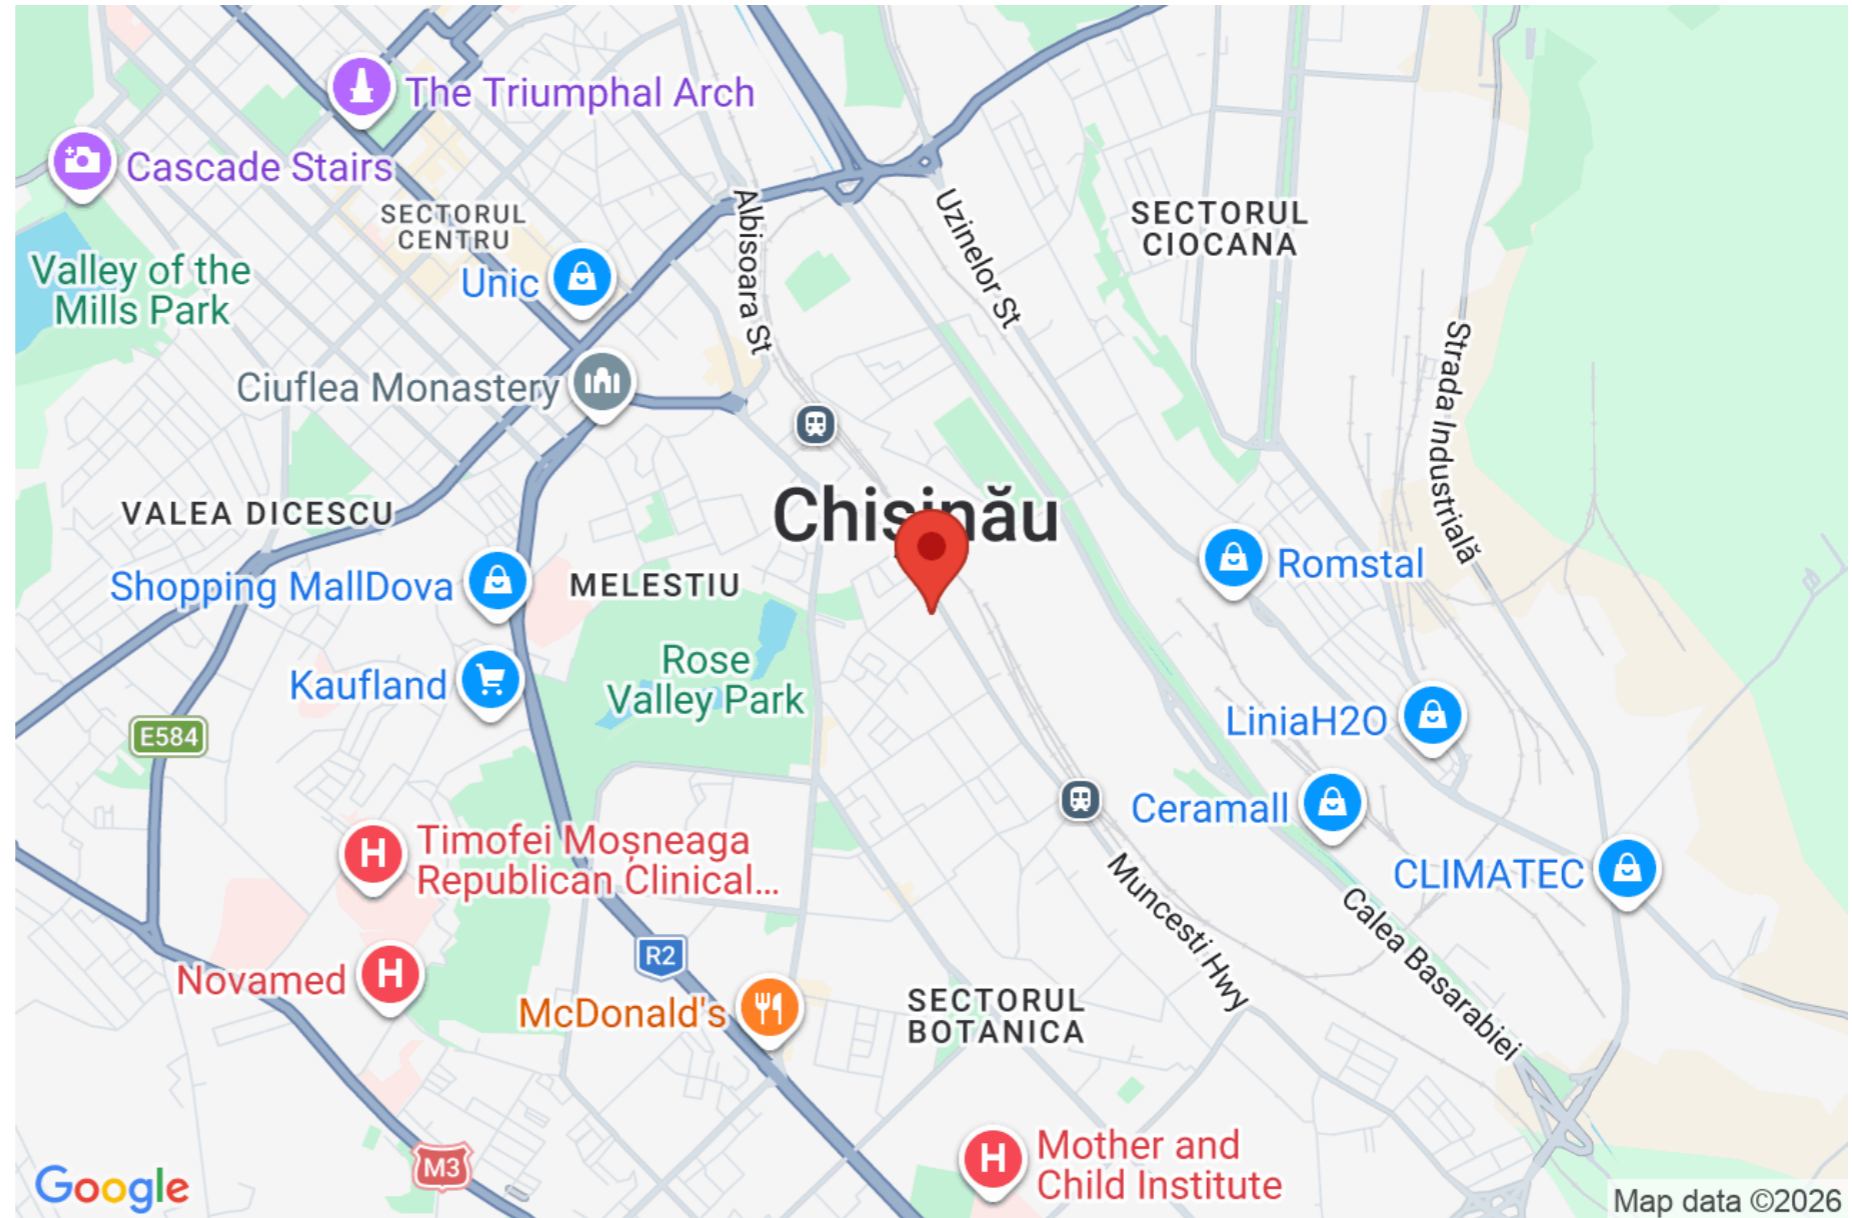 The Triumphal Arch
Cascade Stairs
SECTORUL
CENTRU
Albisoara St
Uzinelor St
SECTORUL
CIOCANA
Valley of the
Mills Park
Unic
Strada Industrială
Ciuflea Monastery
Chișinău
VALEA DICESCU
Shopping MallDova
MELESTIU
Romstal
Rose
Valley Park
Kaufland
E584
LiniaH2O
Ceramall
Timofei Moșneaga
Republican Clinical...
H
CLIMATEC
Muncesti Hwy
Calea Basarabiei
R2
Novamed
H
McDonald's
SECTORUL
BOTANICA
M3
H
Mother and
Child Institute
Google
Map data ©2026